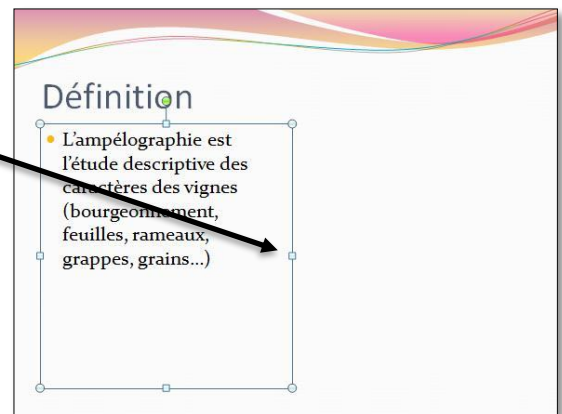 Définition
• L’ampélographie est
l’étude descriptive des
caractères des vignes
(bourgeonnement,
feuilles, rameaux,
grappes, grains...)